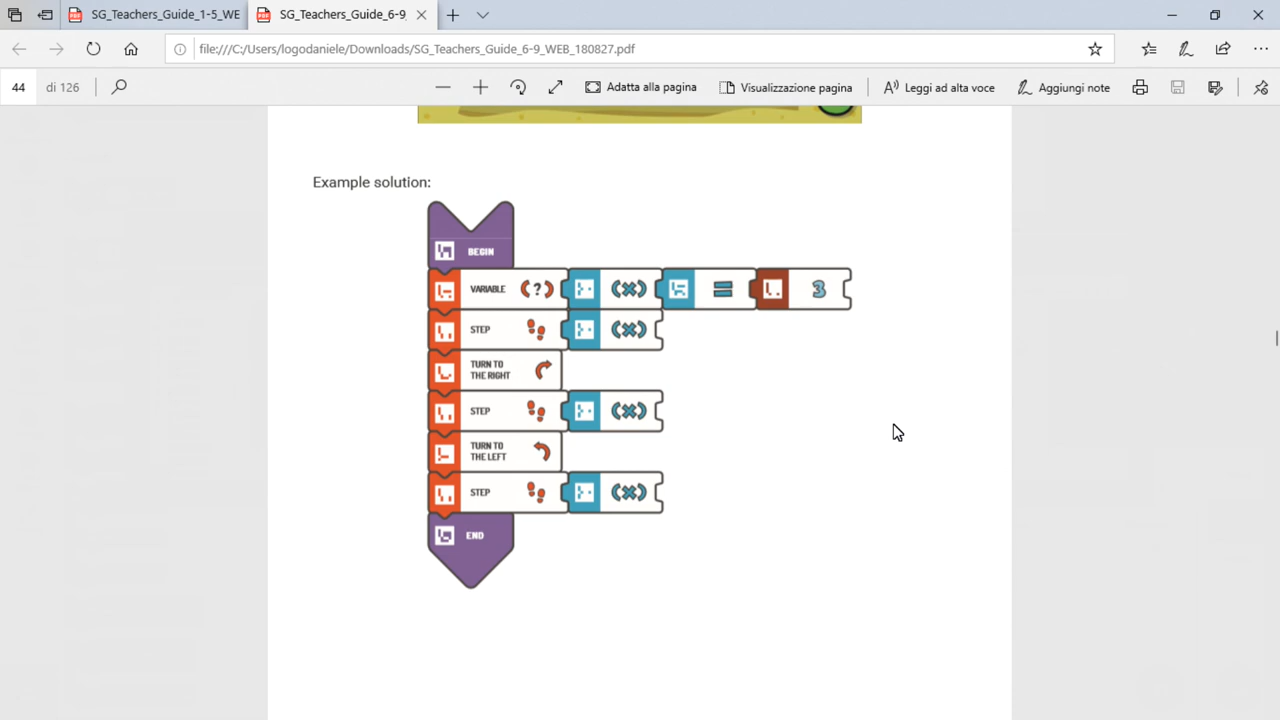 SG_Teachers_Guide_1-5_WE
SG_Teachers_Guide_6-9_
file:///C:/Users/logodaniele/Downloads/SG_Teachers_Guide_6-9_WEB_180827.pdf
44 di 126 Adatta alla pagina Visualizzazione pagina Leggi ad alta voce Aggiungi note
Example solution:
BEGIN
VARIABLE (?) (×) = 3
STEP (×)
TURN TO
THE RIGHT
STEP (×)
TURN TO
THE LEFT
STEP (×)
END